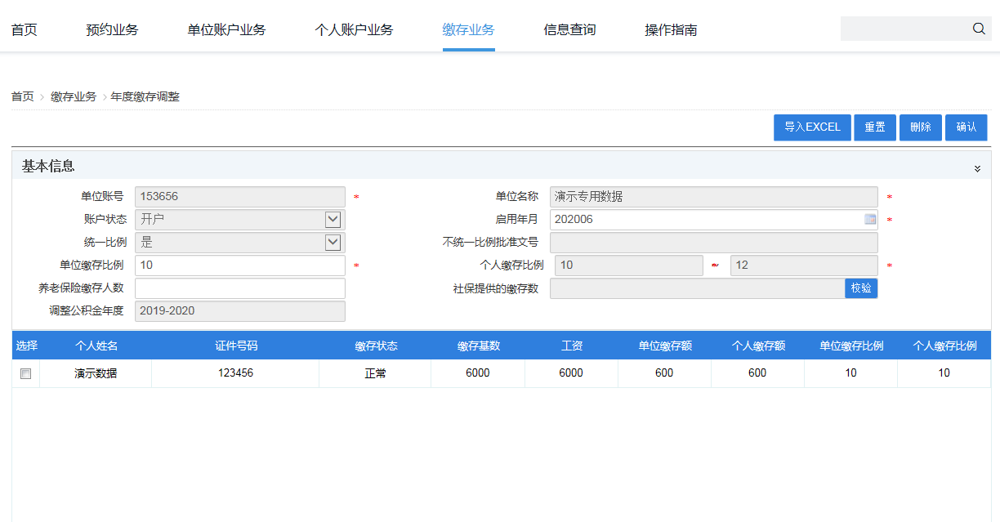 首页 预约业务 单位账户业务 个人账户业务 缴存业务 信息查询 操作指南
首页 > 缴存业务 > 年度缴存调整
导入EXCEL 重置 删除 确认
基本信息
单位账号 153656 * 单位名称 演示专用数据 *
账户状态 开户 启用年月 202006 *
统一比例 是 不统一比例批准文号
单位缴存比例 10 * 个人缴存比例 10 ~ 12 *
养老保险缴存人数 社保提供的缴存数 核验
调整公积金年度 2019-2020
选择 个人姓名 证件号码 缴存状态 缴存基数 工资 单位缴存额 个人缴存额 单位缴存比例 个人缴存比例
演示数据 123456 正常 6000 6000 600 600 10 10